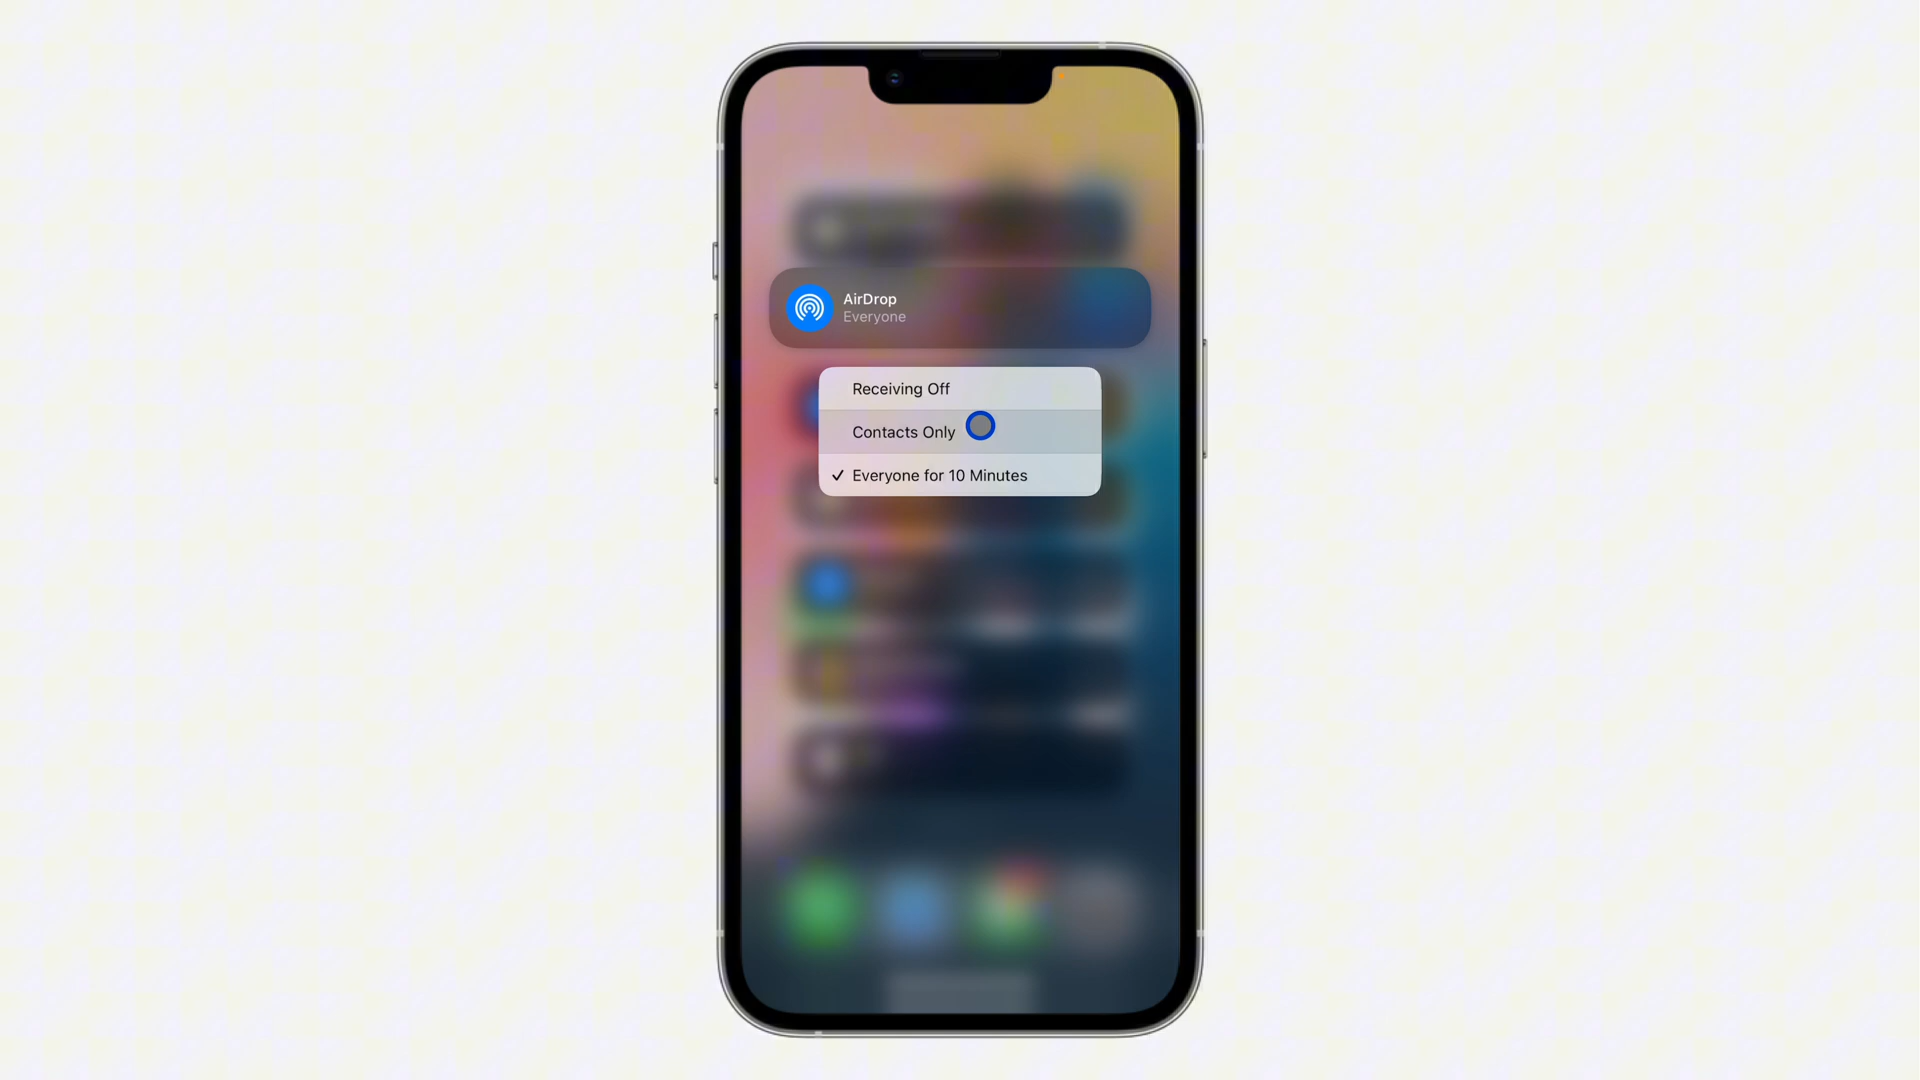 AirDrop
Everyone
Receiving Off
Contacts Only
Everyone for 10 Minutes